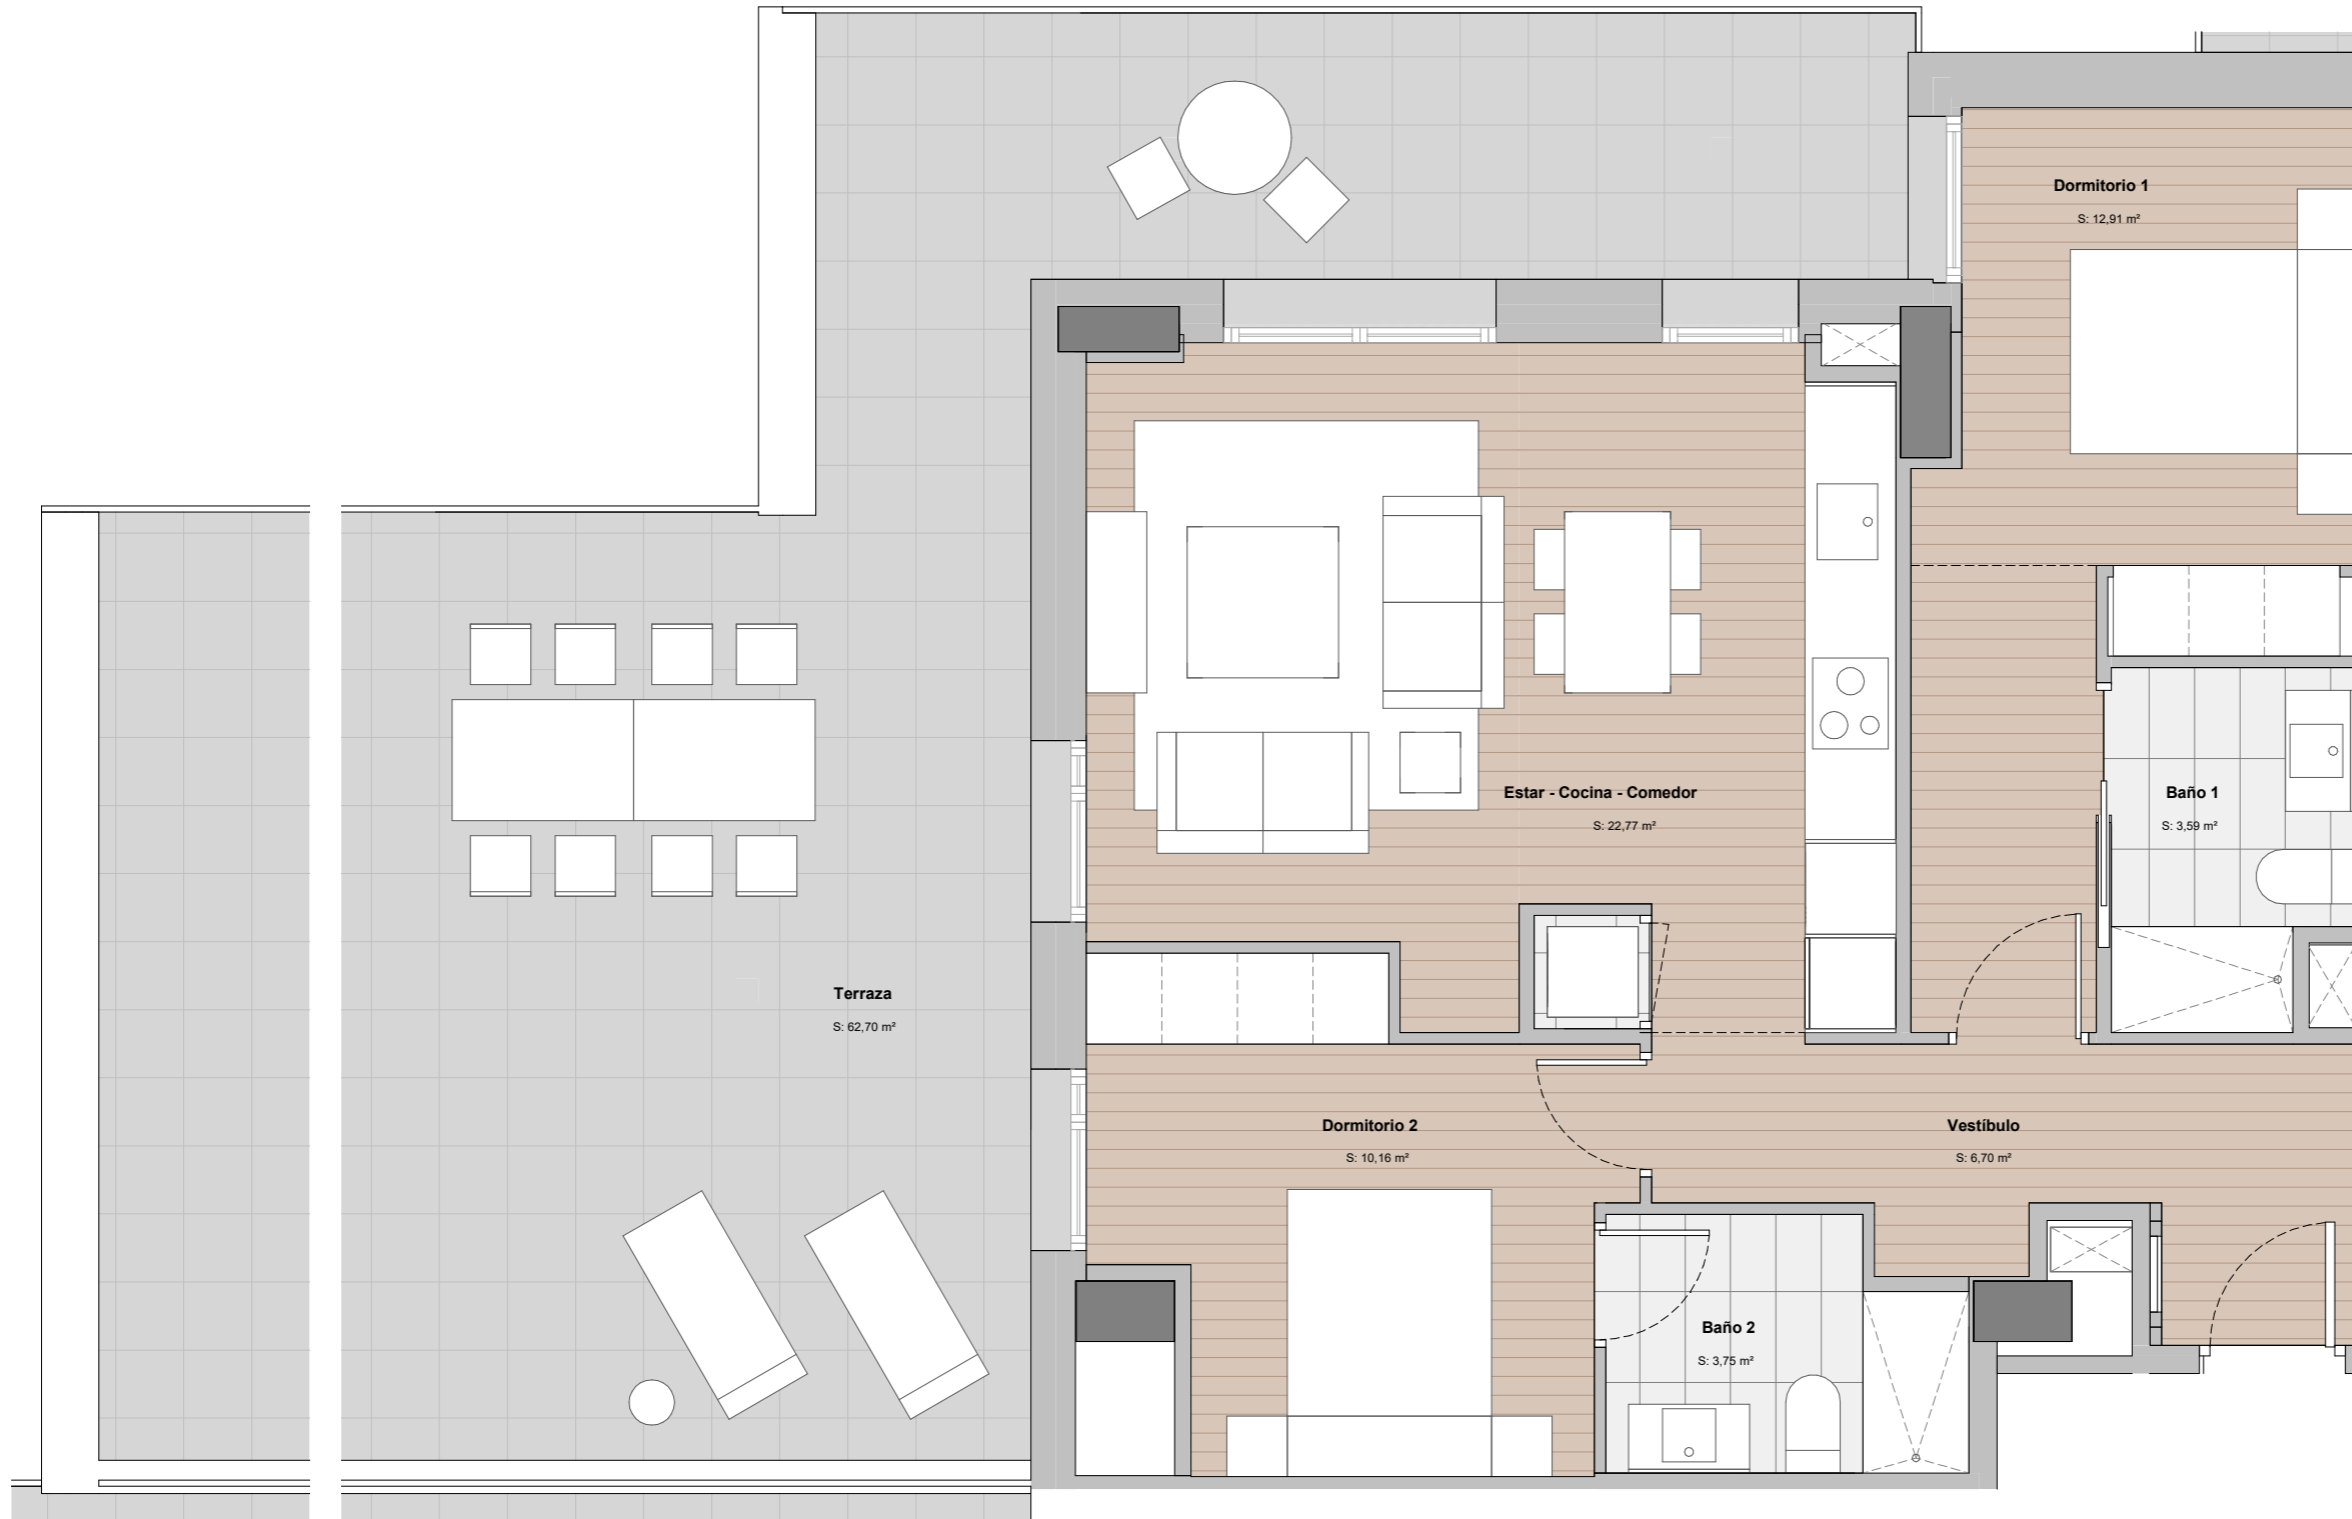 Dormitorio 1
S: 12,91 m²
Estar - Cocina - Comedor
S: 22,77 m²
Baño 1
S: 3,59 m²
Terraza
S: 62,70 m²
Dormitorio 2
S: 10,16 m²
Vestíbulo
S: 6,70 m²
Baño 2
S: 3,75 m²